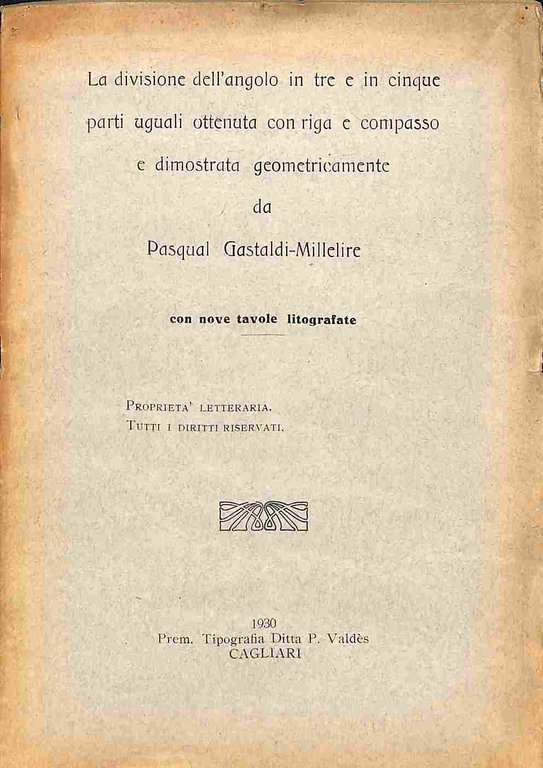 La divisione dell'angolo in tre e in cinque
parti uguali ottenuta con riga e compasso
e dimostrata geometricamente
da
Pasqual Gastaldi-Millelire
con nove tavole litografate
PROPRIETA' LETTERARIA.
TUTTI I DIRITTI RISERVATI.
1930
Prem. Tipografia Ditta P. Valdès
CAGLIARI